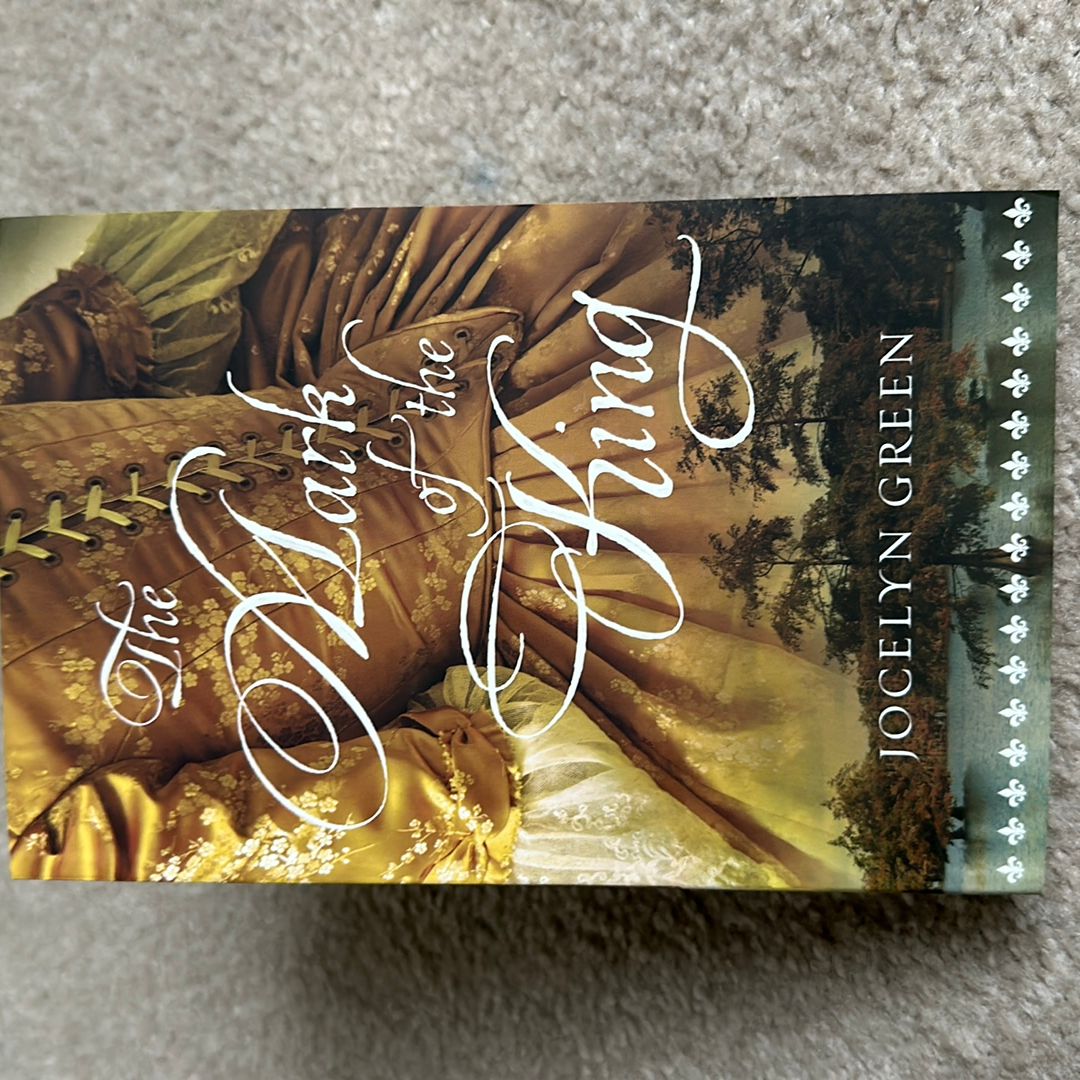 The
Mark
of the
King
JOCELYN GREEN